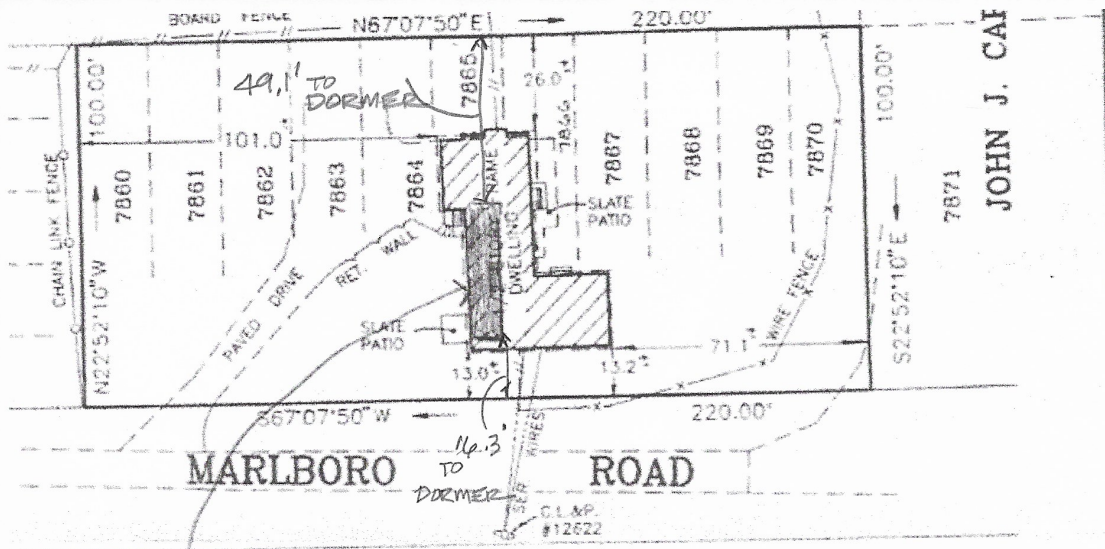 BOARD FENCE
N67°07'50"E
220.00'
100.00'
CHAIN LINK FENCE
N22°52'10"W
49.1' TO
DORMER
101.0'±
26.0'±
7860
7861
7862
7863
7864
7865
7866
7867
7868
7869
7870
7871
100.00'
JOHN J. CAR
S22°52'10"E
PAVED DRIVE
RET. WALL
SLATE
PATIO
FRAME
DWELLING
SLATE
PATIO
WIRE FENCE
71.1'±
13.0'±
13.2'±
S67°07'50"W
220.00'
16.3'
TO
DORMER
SER WIRES
MARLBORO ROAD
C.L.&P.
#12622